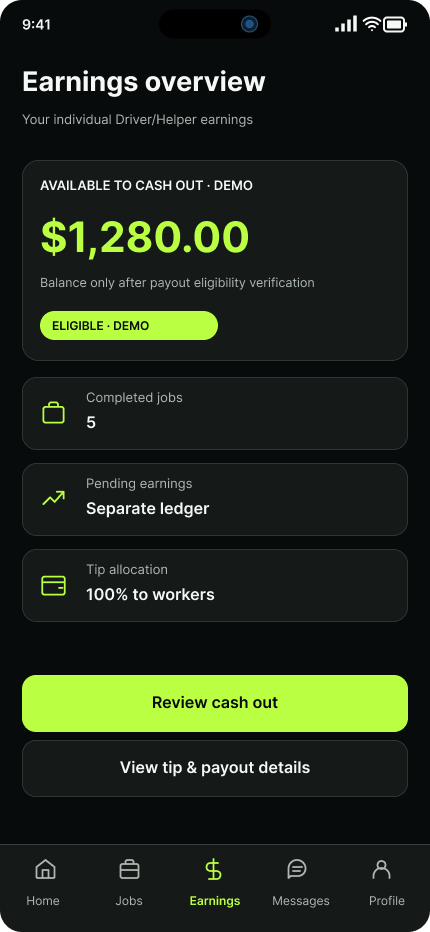 9:41
Earnings overview
Your individual Driver/Helper earnings
AVAILABLE TO CASH OUT · DEMO
$1,280.00
Balance only after payout eligibility verification
ELIGIBLE · DEMO
Completed jobs
5
Pending earnings
Separate ledger
Tip allocation
100% to workers
Review cash out
View tip & payout details
Home
Jobs
Earnings
Messages
Profile